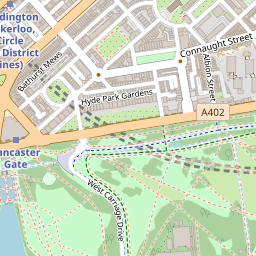 ddington
kerloo,
Circle
District
ines)
Bathurst Mews
Connaught Street
Albion Street
Hyde Park Gardens
A402
ancaster
Gate
West Carriage Drive